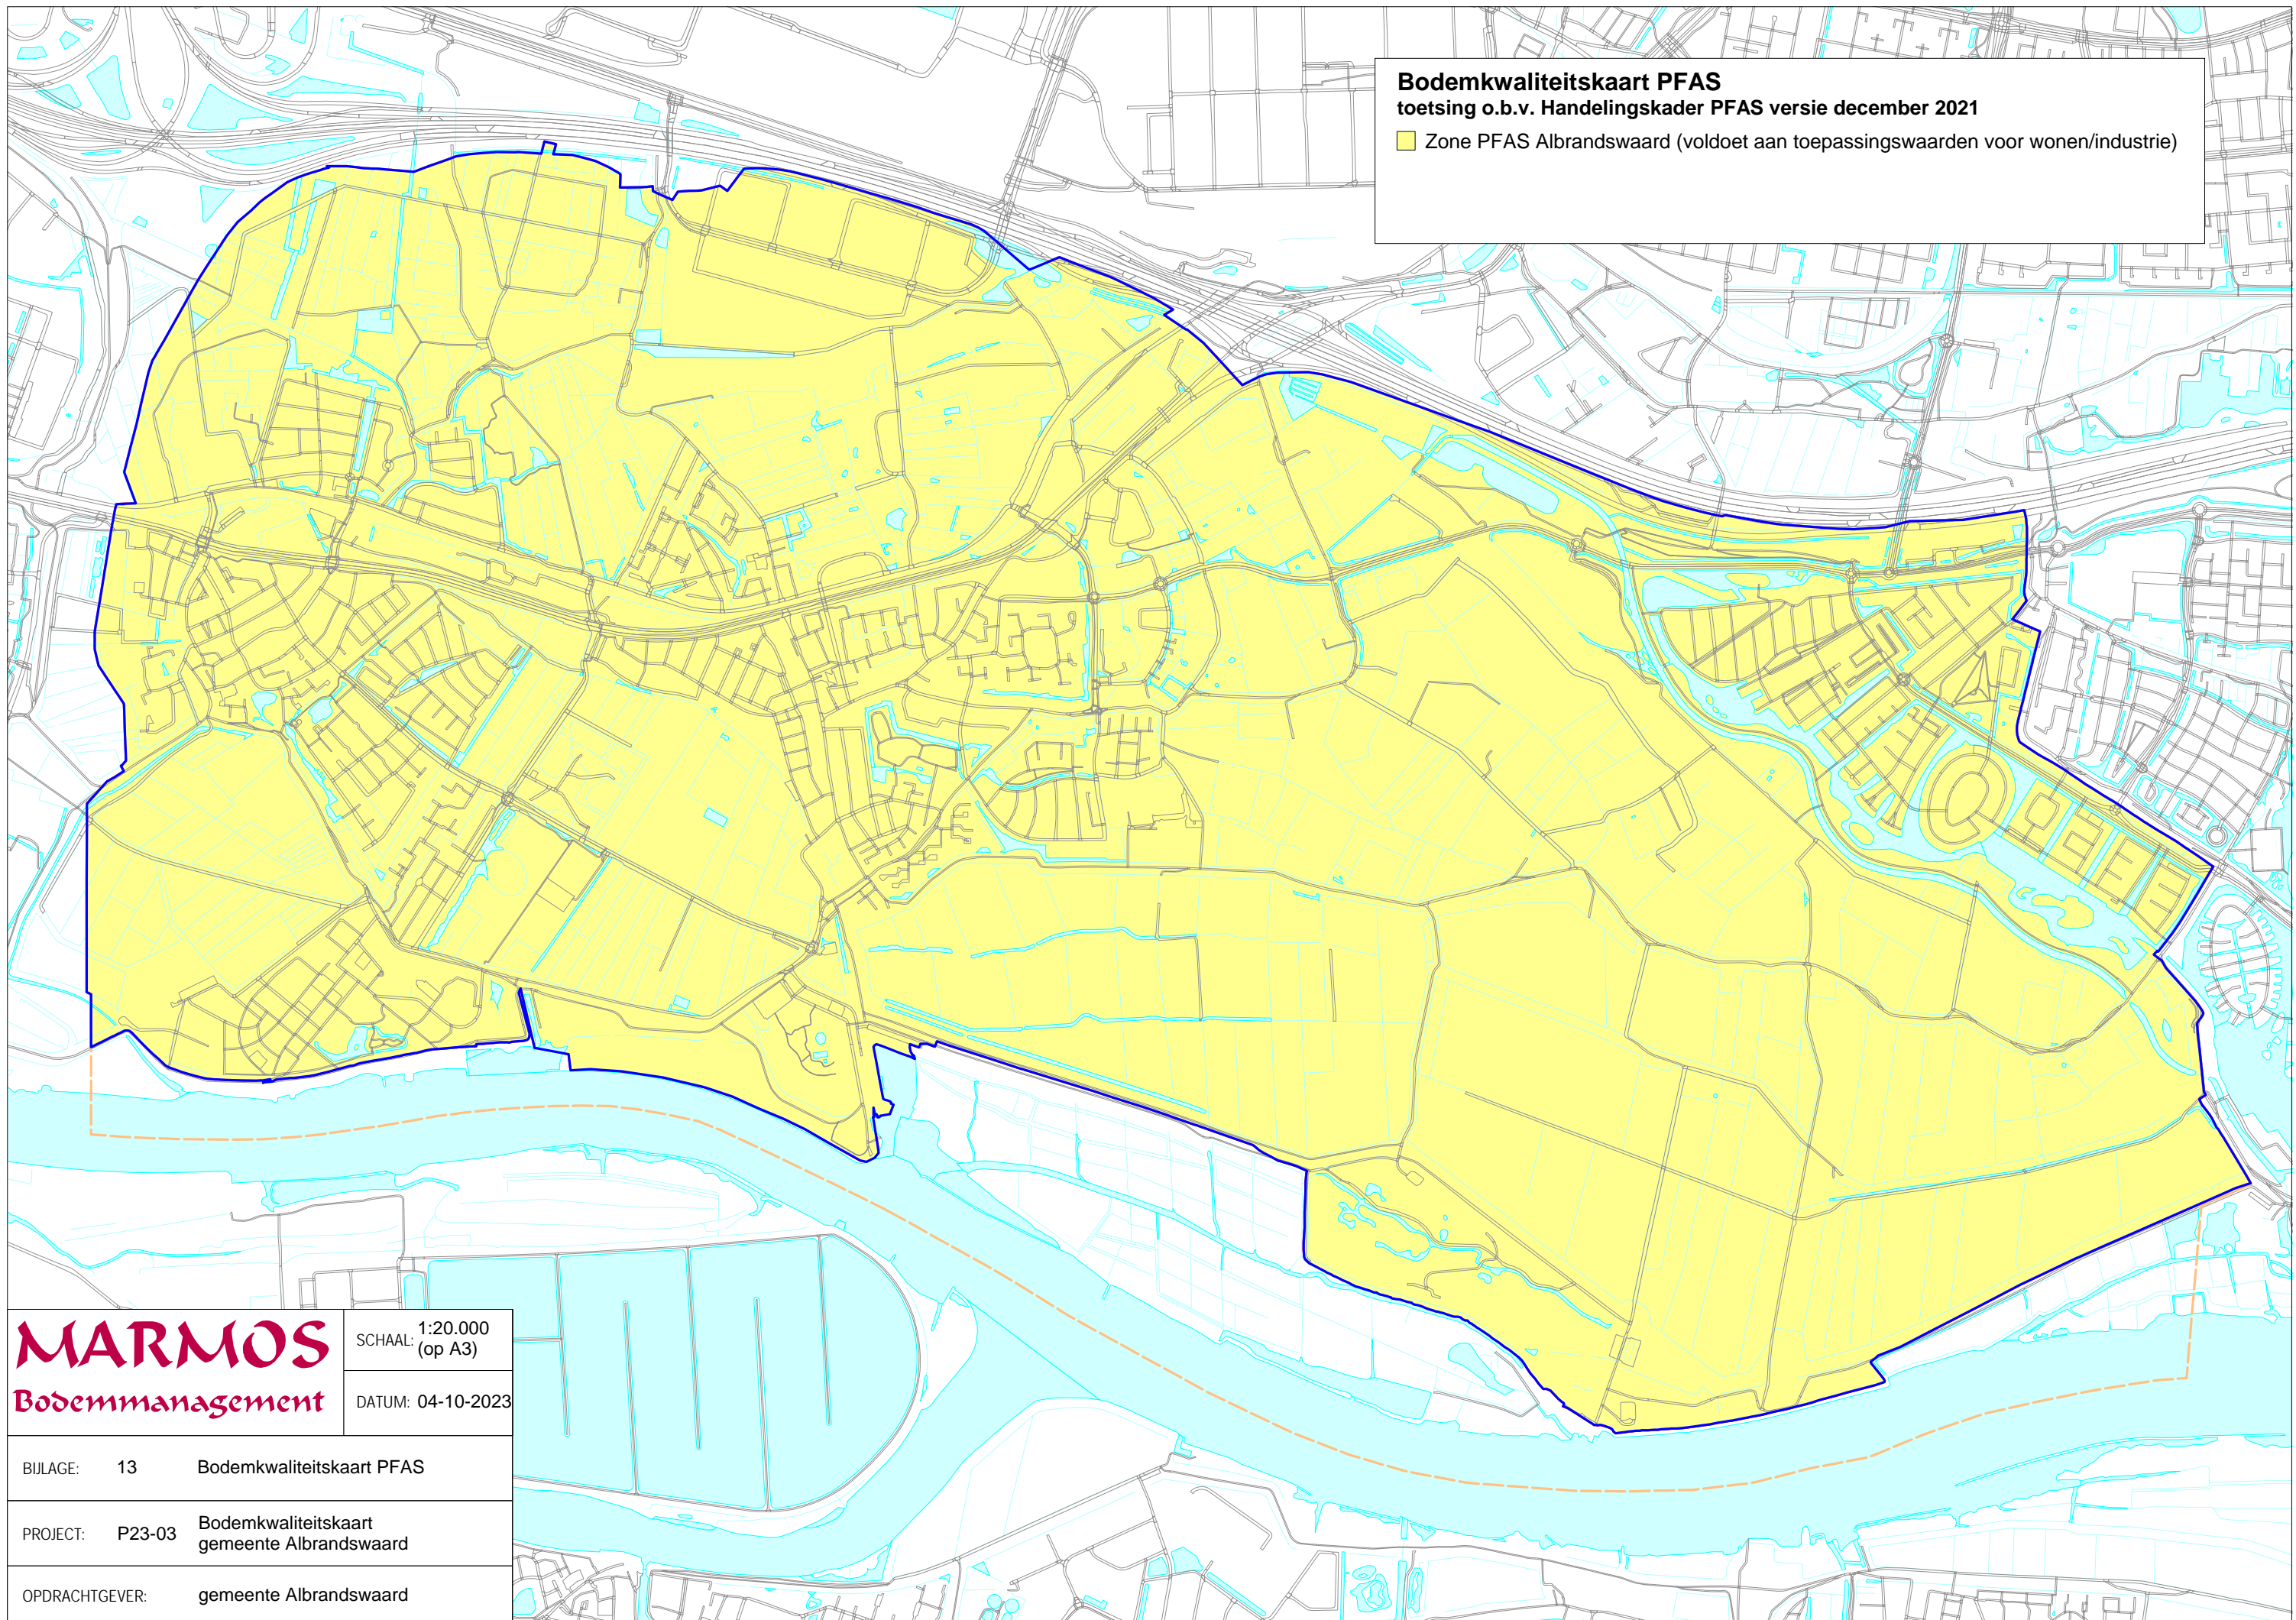 Bodemkwaliteitskaart PFAS
toetsing o.b.v. Handelingskader PFAS versie december 2021
Zone PFAS Albrandswaard (voldoet aan toepassingswaarden voor wonen/industrie)
MARMOS
Bodemmanagement
SCHAAL: 1:20.000
(op A3)
DATUM: 04-10-2023
BIJLAGE: 13 Bodemkwaliteitskaart PFAS
PROJECT: P23-03 Bodemkwaliteitskaart
gemeente Albrandswaard
OPDRACHTGEVER: gemeente Albrandswaard